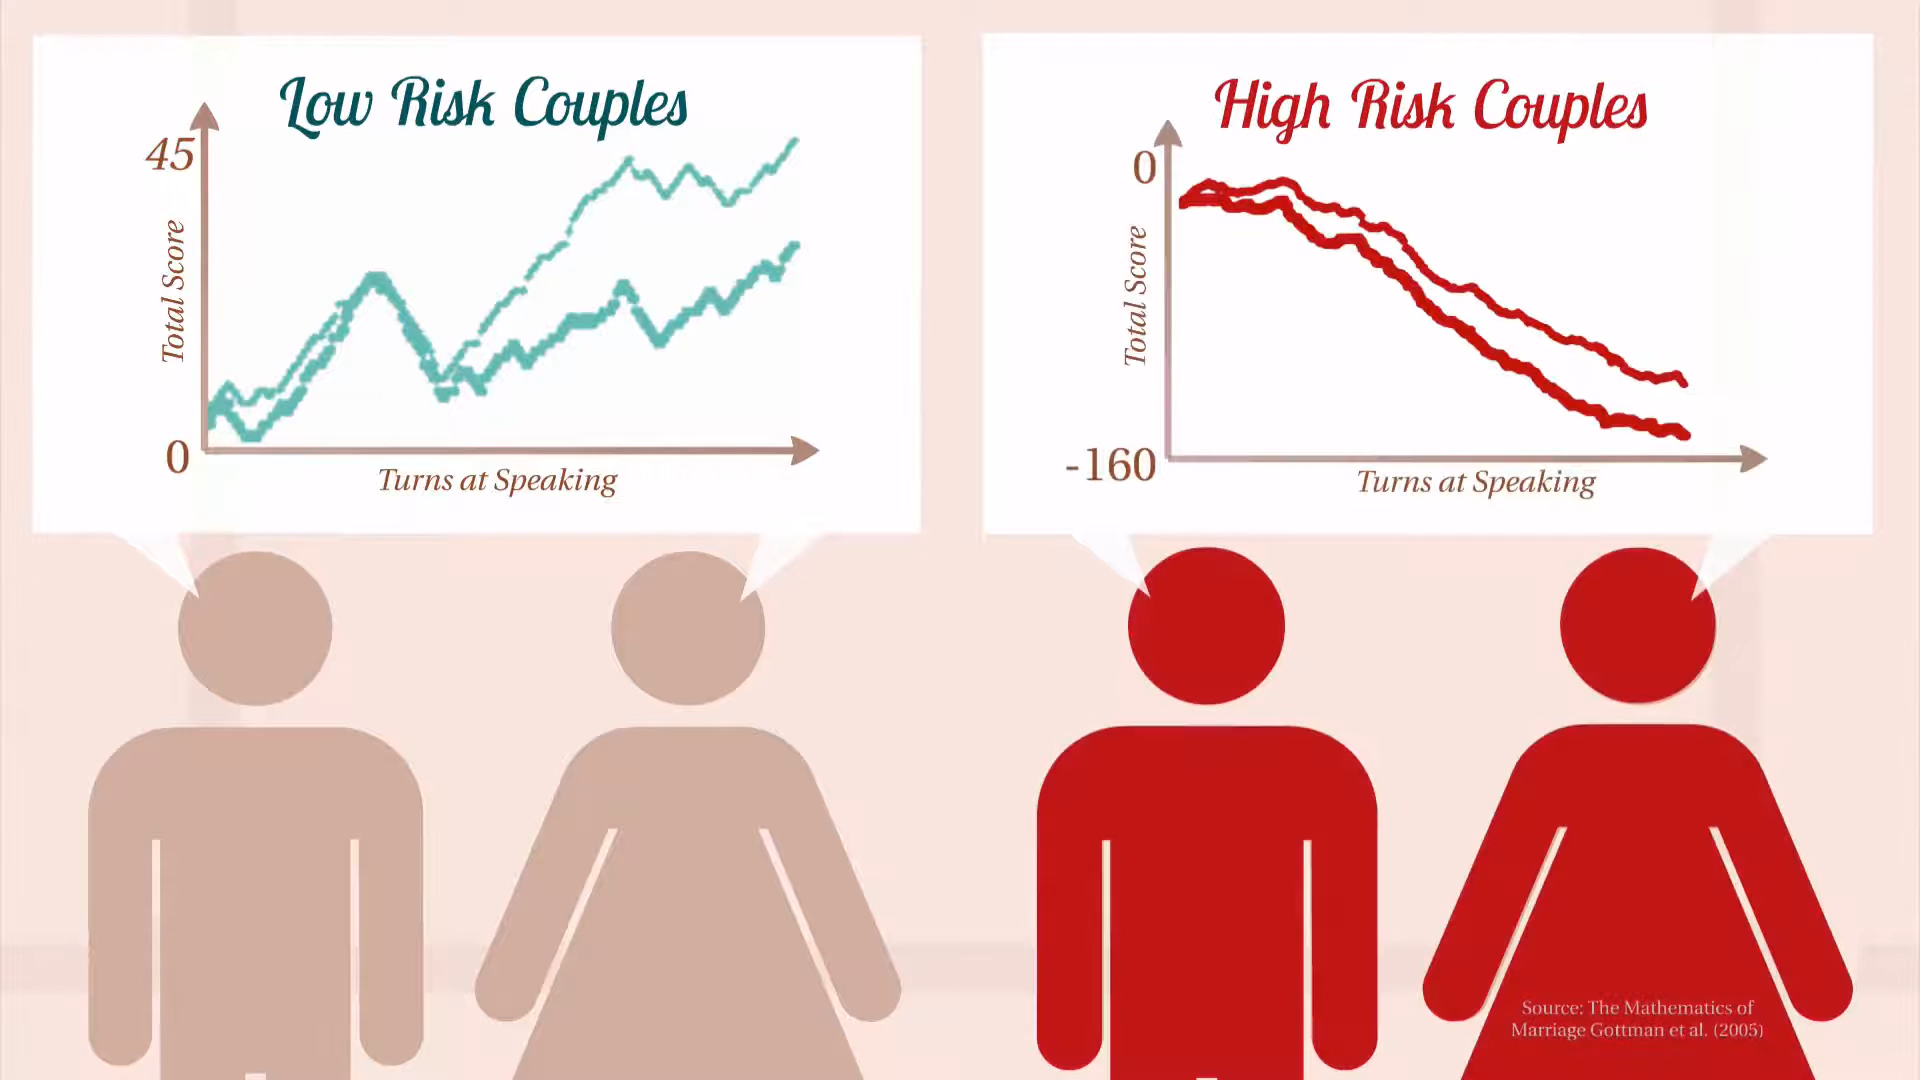 Low Risk Couples
45
Total Score
0
Turns at Speaking
High Risk Couples
0
Total Score
-160
Turns at Speaking
Source: The Mathematics of
Marriage Gottman et al. (2005)